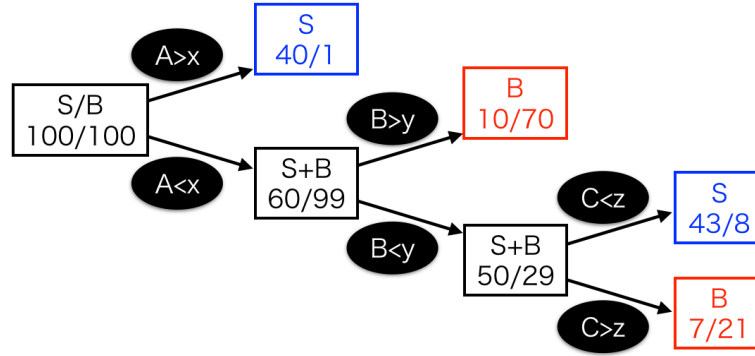 S
40/1
A>x
S/B
100/100
B
10/70
B>y
A<x
S+B
60/99
S
43/8
C<z
B<y
S+B
50/29
B
7/21
C>z